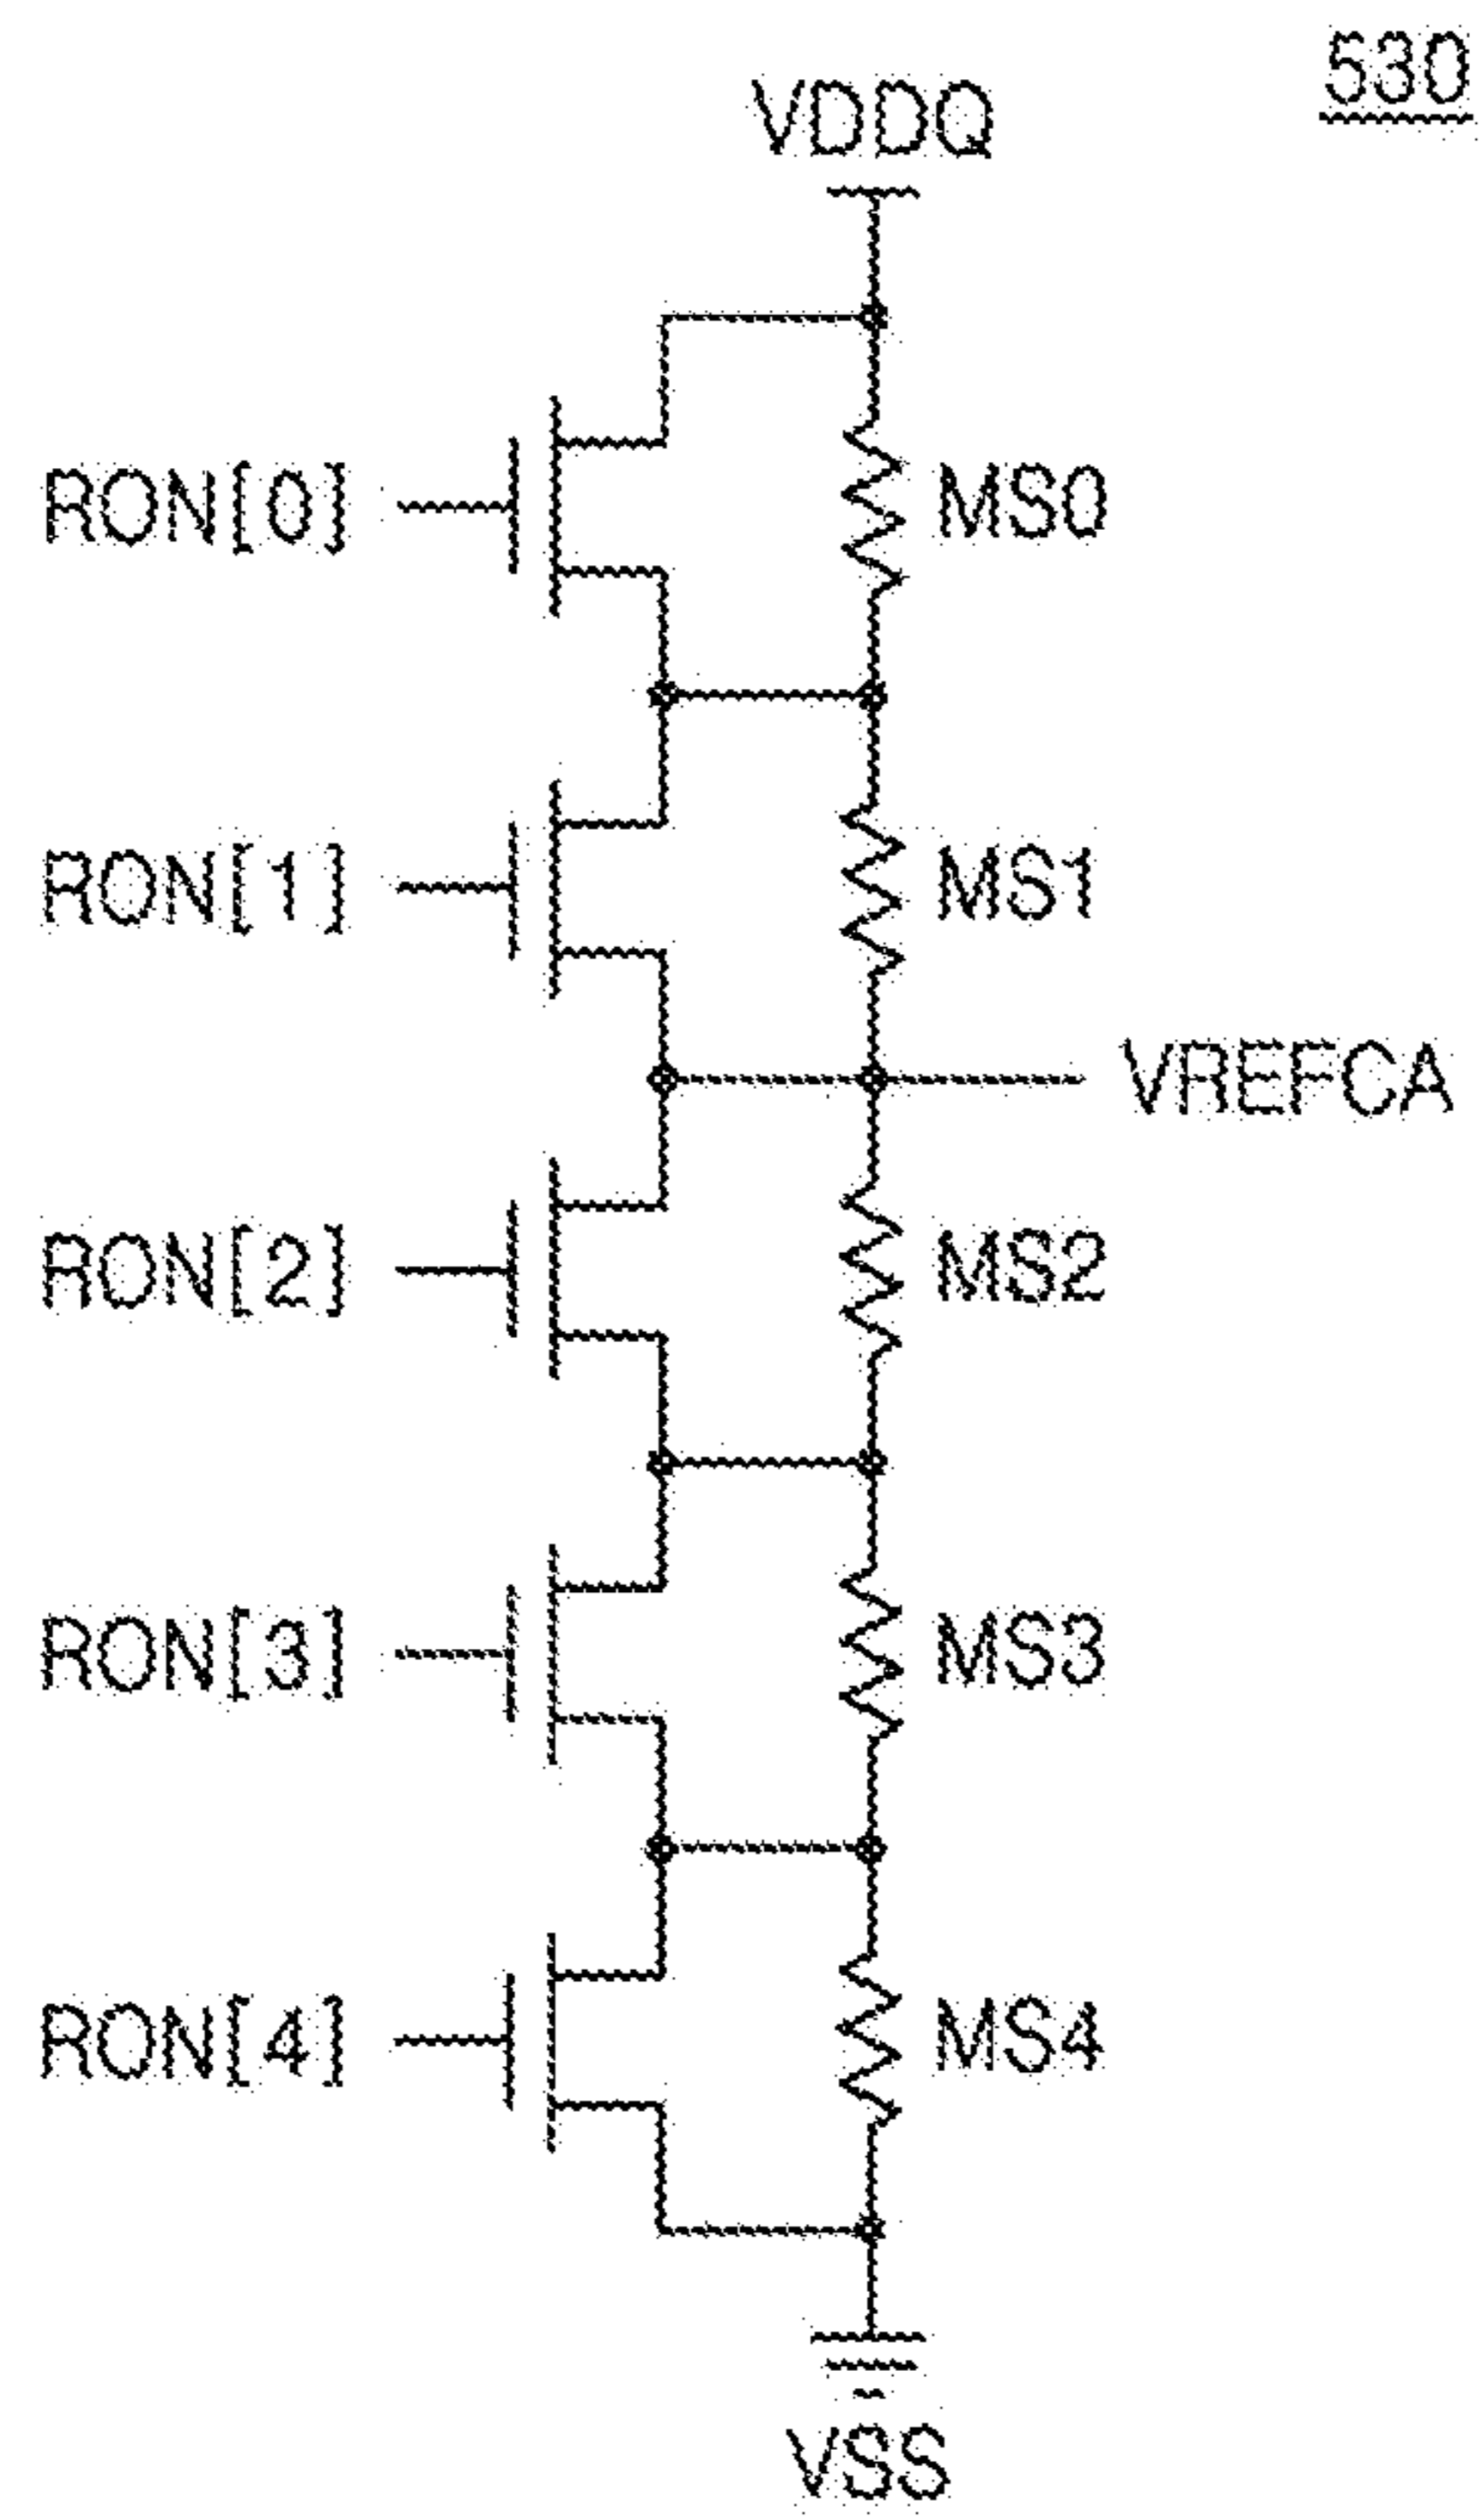 530
VDDQ
RON[0]
MS0
RON[1]
MS1
VREFCA
RON[2]
MS2
RON[3]
MS3
RON[4]
MS4
VSS